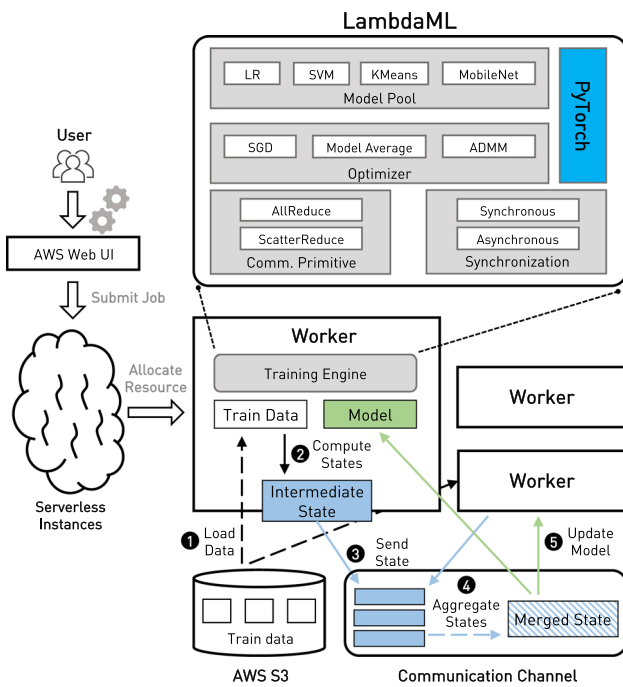 LambdaML
LR
SVM
KMeans
MobileNet
Model Pool
PyTorch
SGD
Model Average
ADMM
Optimizer
AllReduce
ScatterReduce
Comm. Primitive
Synchronous
Asynchronous
Synchronization
User
AWS Web UI
Submit Job
Allocate
Resource
Serverless
Instances
Worker
Training Engine
Train Data
Model
2 Compute
States
Intermediate
State
Worker
Worker
1 Load
Data
3 Send
State
4
Aggregate
States
5 Update
Model
Merged State
Train data
AWS S3
Communication Channel